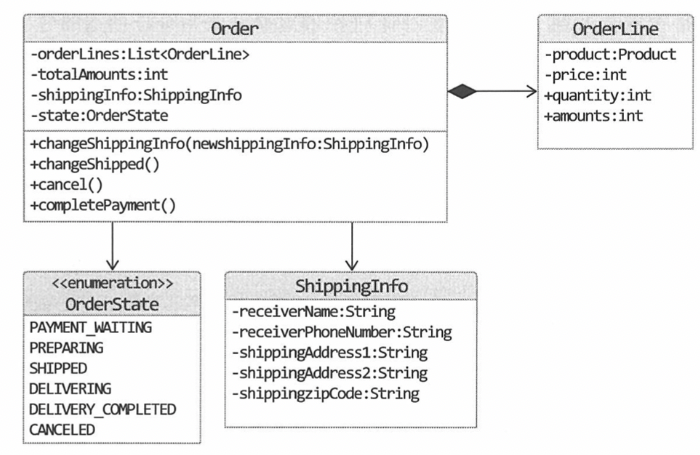 Order
-orderLines:List<OrderLine>
-totalAmounts:int
-shippingInfo:ShippingInfo
-state:OrderState
+changeShippingInfo(newshippingInfo:ShippingInfo)
+changeShipped()
+cancel()
+completePayment()
OrderLine
-product:Product
-price:int
+quantity:int
+amounts:int
<<enumeration>>
OrderState
PAYMENT_WAITING
PREPARING
SHIPPED
DELIVERING
DELIVERY_COMPLETED
CANCELED
ShippingInfo
-receiverName:String
-receiverPhoneNumber:String
-shippingAddress1:String
-shippingAddress2:String
-shippingzipCode:String